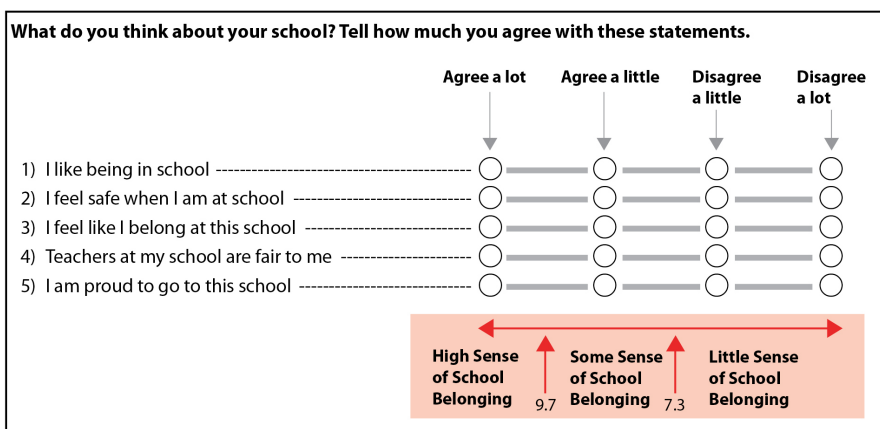 What do you think about your school? Tell how much you agree with these statements.
Agree a lot Agree a little Disagree a little Disagree a lot
1) I like being in school
2) I feel safe when I am at school
3) I feel like I belong at this school
4) Teachers at my school are fair to me
5) I am proud to go to this school
High Sense of School Belonging
9.7
Some Sense of School Belonging
7.3
Little Sense of School Belonging